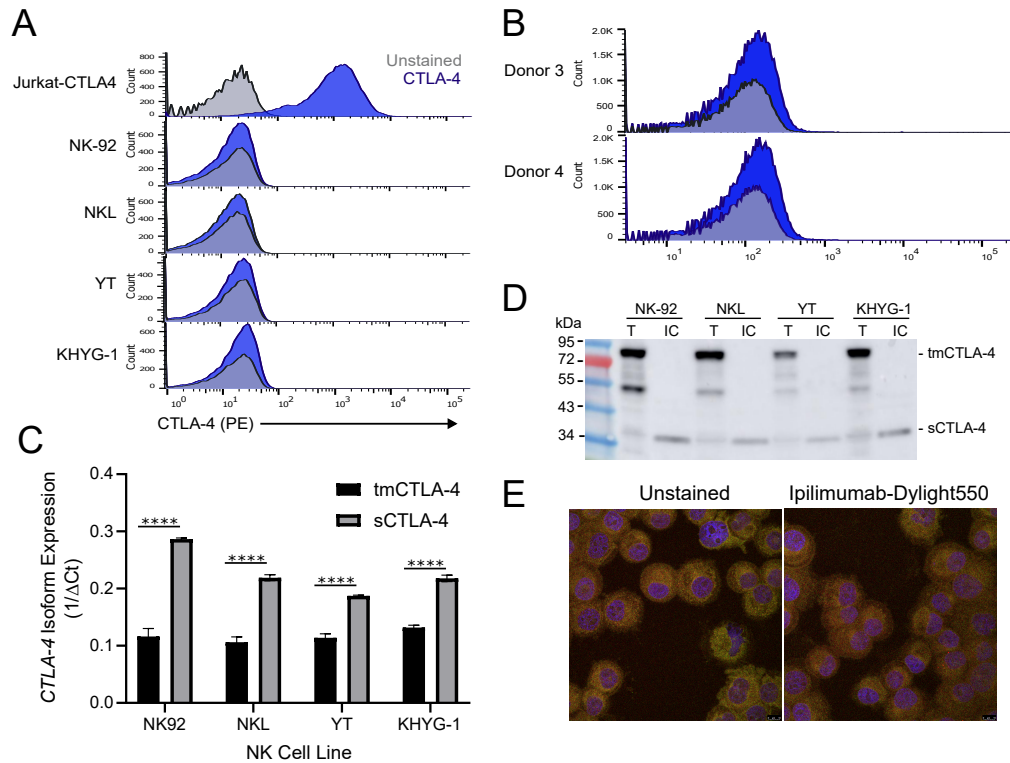 A
Unstained
CTLA-4
Jurkat-CTLA4
Count
800
600
400
200
0
NK-92
Count
600
400
200
0
NKL
Count
600
400
200
0
YT
Count
400
200
0
KHYG-1
Count
600
400
200
0
10^0 10^1 10^2 10^3 10^4 10^5
CTLA-4 (PE)
B
Donor 3
Count
2.0K
1.5K
1.0K
500
0
Donor 4
Count
2.0K
1.5K
1.0K
500
0
10^1 10^2 10^3 10^4 10^5
C
CTLA-4 Isoform Expression
(1/ΔCt)
0.4
0.3
0.2
0.1
0.0
tmCTLA-4
sCTLA-4
**** **** **** ****
NK92 NKL YT KHYG-1
NK Cell Line
D
NK-92 NKL YT KHYG-1
kDa T IC T IC T IC T IC
95 -
72 -
55 -
43 -
34 -
- tmCTLA-4
- sCTLA-4
E
Unstained Ipilimumab-Dylight550